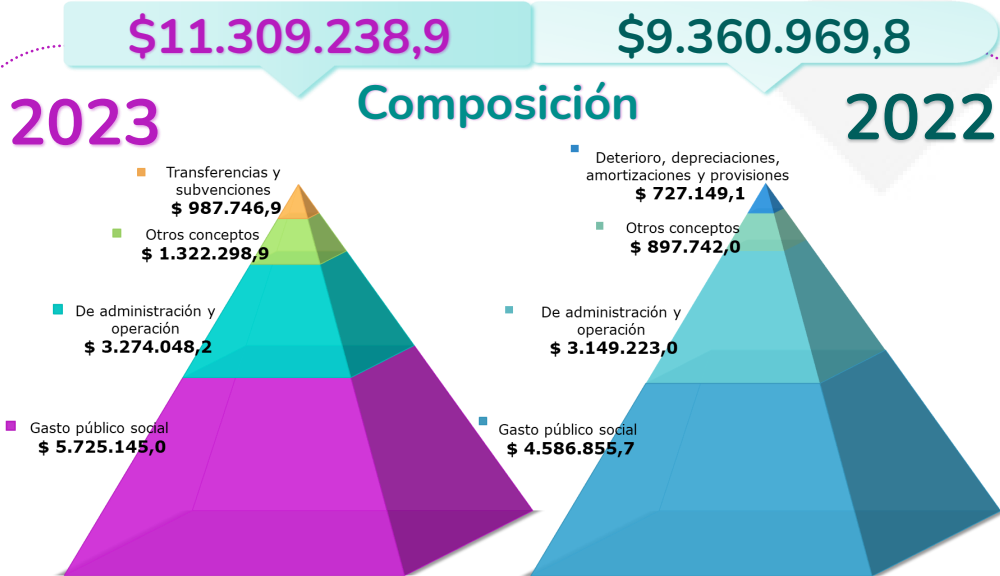 $11.309.238,9
$9.360.969,8
Composición
2023
2022
Transferencias y
subvenciones
$ 987.746,9
Otros conceptos
$ 1.322.298,9
De administración y
operación
$ 3.274.048,2
Gasto público social
$ 5.725.145,0
Deterioro, depreciaciones,
amortizaciones y provisiones
$ 727.149,1
Otros conceptos
$ 897.742,0
De administración y
operación
$ 3.149.223,0
Gasto público social
$ 4.586.855,7